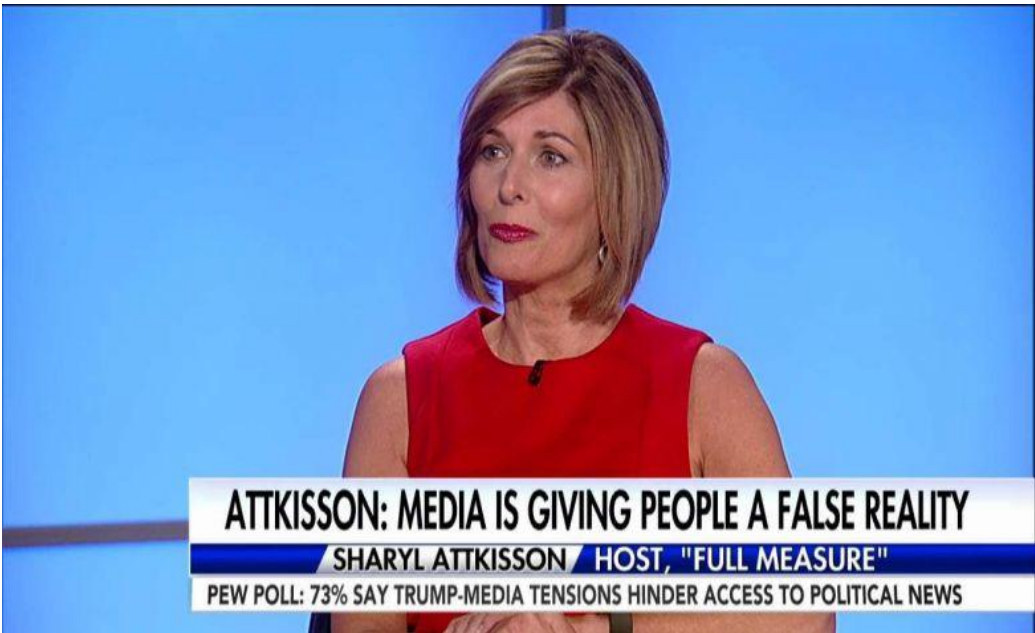 ATTKISSON: MEDIA IS GIVING PEOPLE A FALSE REALITY
SHARYL ATTKISSON HOST, "FULL MEASURE"
PEW POLL: 73% SAY TRUMP-MEDIA TENSIONS HINDER ACCESS TO POLITICAL NEWS